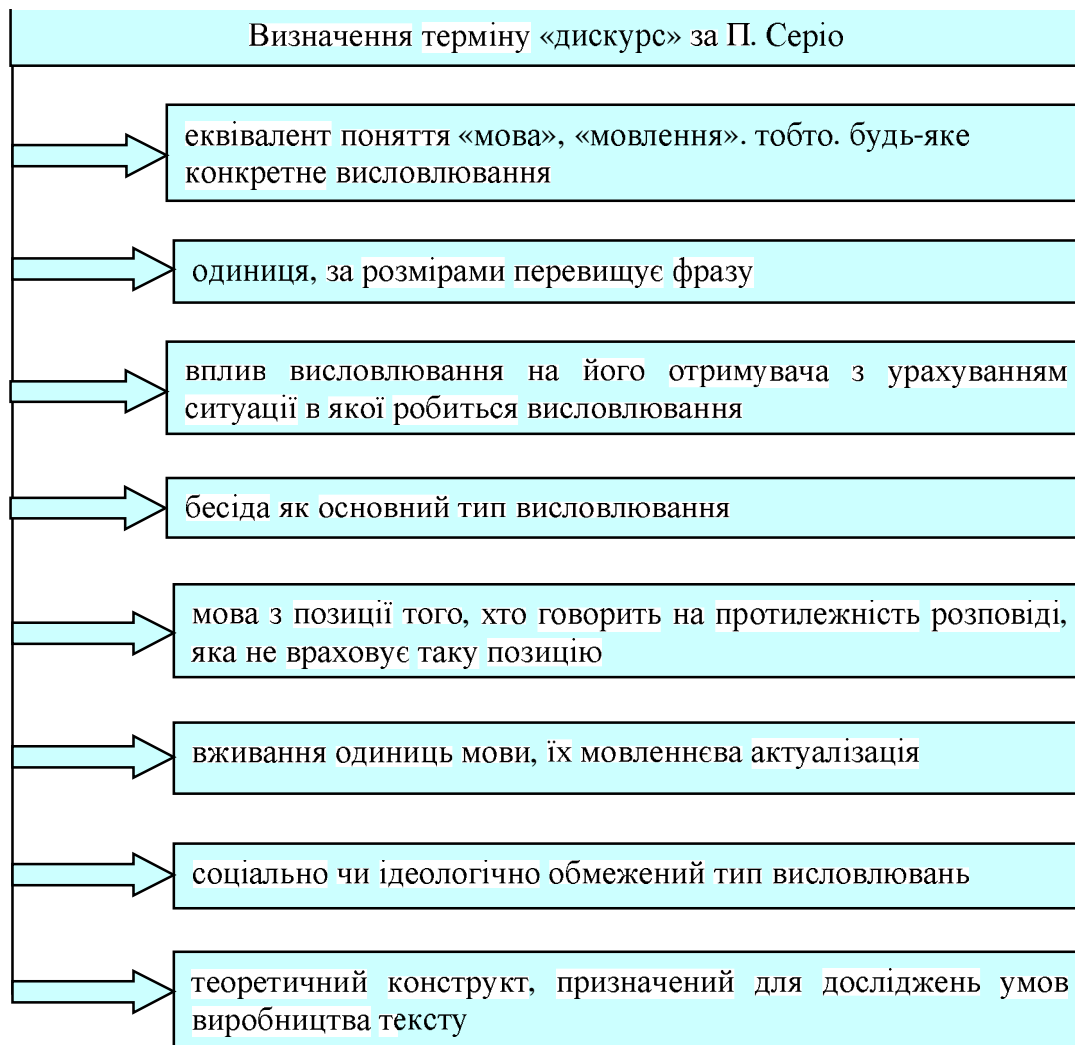 Визначення терміну «дискурс» за П. Серіо
еквівалент поняття «мова», «мовлення». тобто. будь-яке
конкретне висловлювання
одиниця, за розмірами перевищує фразу
вплив висловлювання на його отримувача з урахуванням
ситуації в якої робиться висловлювання
бесіда як основний тип висловлювання
мова з позиції того, хто говорить на протилежність розповіді,
яка не враховує таку позицію
вживання одиниць мови, їх мовленнєва актуалізація
соціально чи ідеологічно обмежений тип висловлювань
теоретичний конструкт, призначений для досліджень умов
виробництва тексту